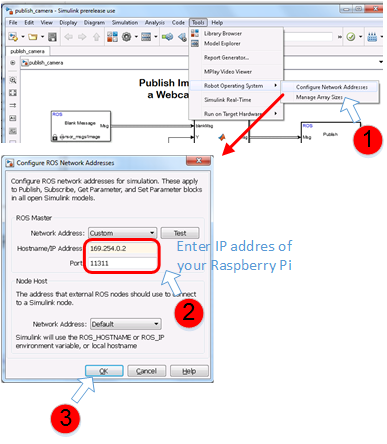 publish_camera - Simulink prerelease use
File Edit View Display Diagram Simulation Analysis Code Tools Help
Library Browser
Model Explorer
publish_camera
Report Generator...
publish_camera
MPlay Video Viewer
Publish Im
a Webca
Robot Operating System
Configure Network Addresses
Manage Array Sizes
Simulink Real-Time
Run on Target Hardware
ROS
Blank Message
Msg
sensor_msgs/Image
Y
ROS
Msg
Publish
1
Configure ROS Network Addresses
Configure ROS network addresses for simulation. These apply
to Publish, Subscribe, Get Parameter, and Set Parameter blocks
in all open Simulink models.
ROS Master
Network Address: Custom Test
Hostname/IP Address: 169.254.0.2
Port: 11311
Enter IP addres of
your Raspberry Pi
2
Node Host
The address that external ROS nodes should use to connect
to a Simulink node.
Network Address: Default
Simulink will use the ROS_HOSTNAME or ROS_IP
environment variable, or local hostname
OK Cancel Help
3